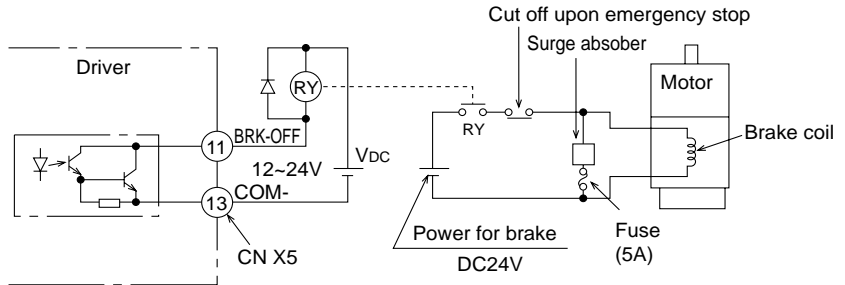 Cut off upon emergency stop
Surge absober
Driver
Motor
RY
RY
11
BRK-OFF
Brake coil
12~24V
VDC
13
COM-
Fuse
(5A)
Power for brake
DC24V
CN X5